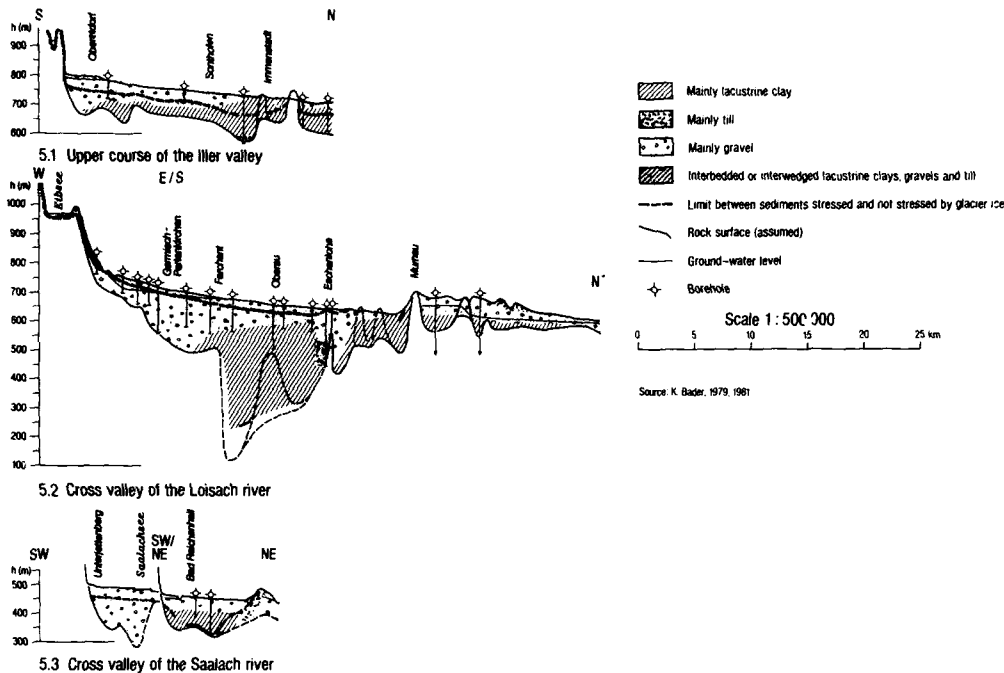 S
N
h (m)
Oberstdorf
Sonthofen
Immenstadt
900
800
700
600
5.1 Upper course of the Iller valley
W
E/S
N
h (m)
Eibsee
Garmisch-
Partenkirchen
Farchant
Oberau
Eschenlohe
Murnau
1000
900
800
700
600
500
400
300
200
100
5.2 Cross valley of the Loisach river
SW
SW/
NE
NE
h (m)
Unterjettenberg
Saalachsee
Bad Reichenhall
500
400
300
5.3 Cross valley of the Saalach river
Mainly lacustrine clay
Mainly till
Mainly gravel
Interbedded or interwedged lacustrine clays, gravels and till
Limit between sediments stressed and not stressed by glacier ice
Rock surface (assumed)
Ground-water level
Borehole
Scale 1:500 000
0 5 10 15 20 25 km
Source: K. Bader, 1979, 1981